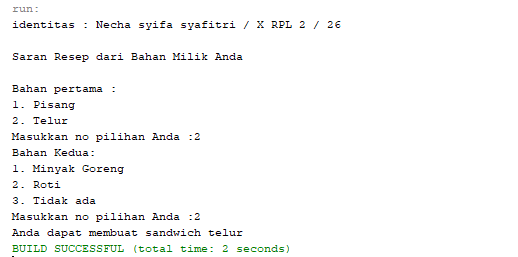 run:
identitas : Necha syifa syafitri / X RPL 2 / 26
Saran Resep dari Bahan Milik Anda
Bahan pertama :
1. Pisang
2. Telur
Masukkan no pilihan Anda :2
Bahan Kedua:
1. Minyak Goreng
2. Roti
3. Tidak ada
Masukkan no pilihan Anda :2
Anda dapat membuat sandwich telur
BUILD SUCCESSFUL (total time: 2 seconds)